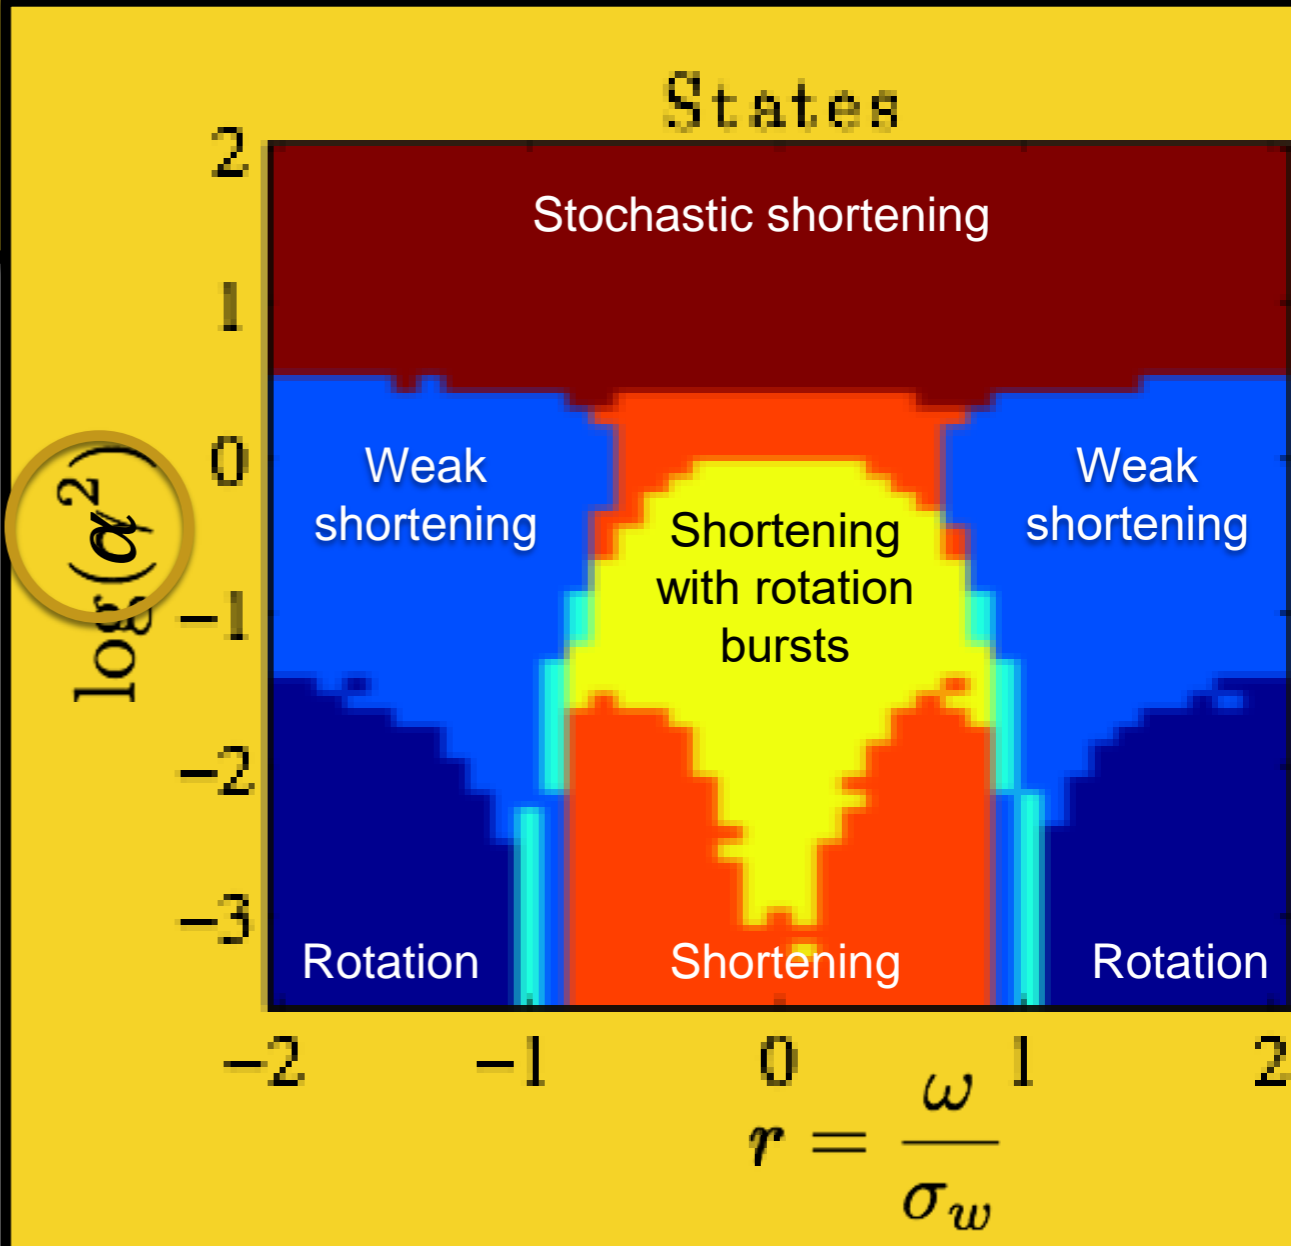 States
2
Stochastic shortening
1
0
Weak
shortening
Weak
shortening
Shortening
with rotation
bursts
log(α²)
−1
−2
−3
Rotation
Shortening
Rotation
−2 −1 0 1 2
r = ω / σ_w